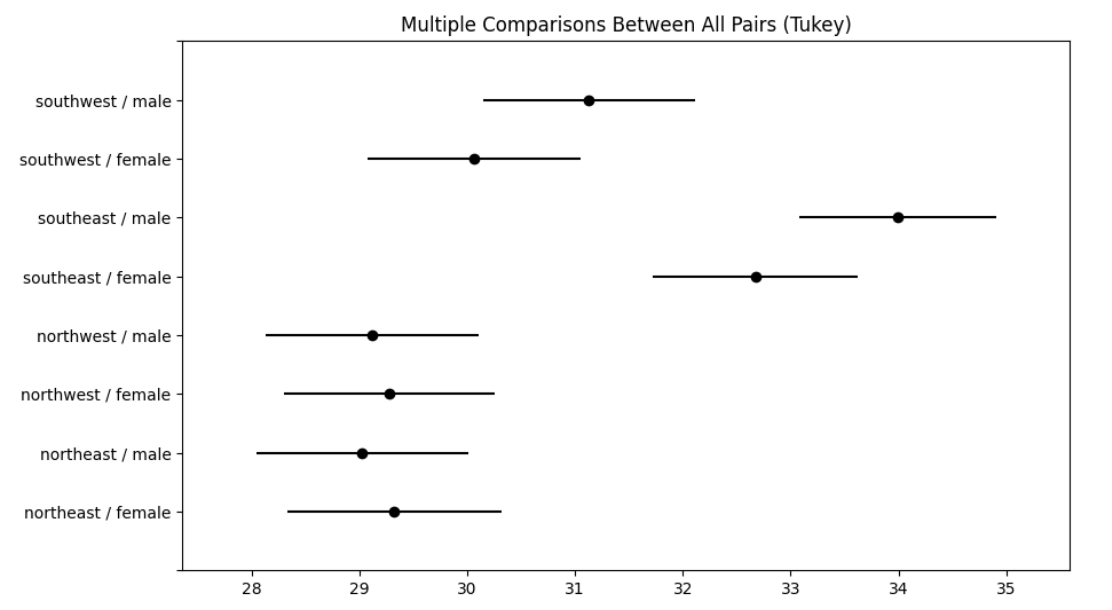 Multiple Comparisons Between All Pairs (Tukey)
southwest / male
southwest / female
southeast / male
southeast / female
northwest / male
northwest / female
northeast / male
northeast / female
28 29 30 31 32 33 34 35